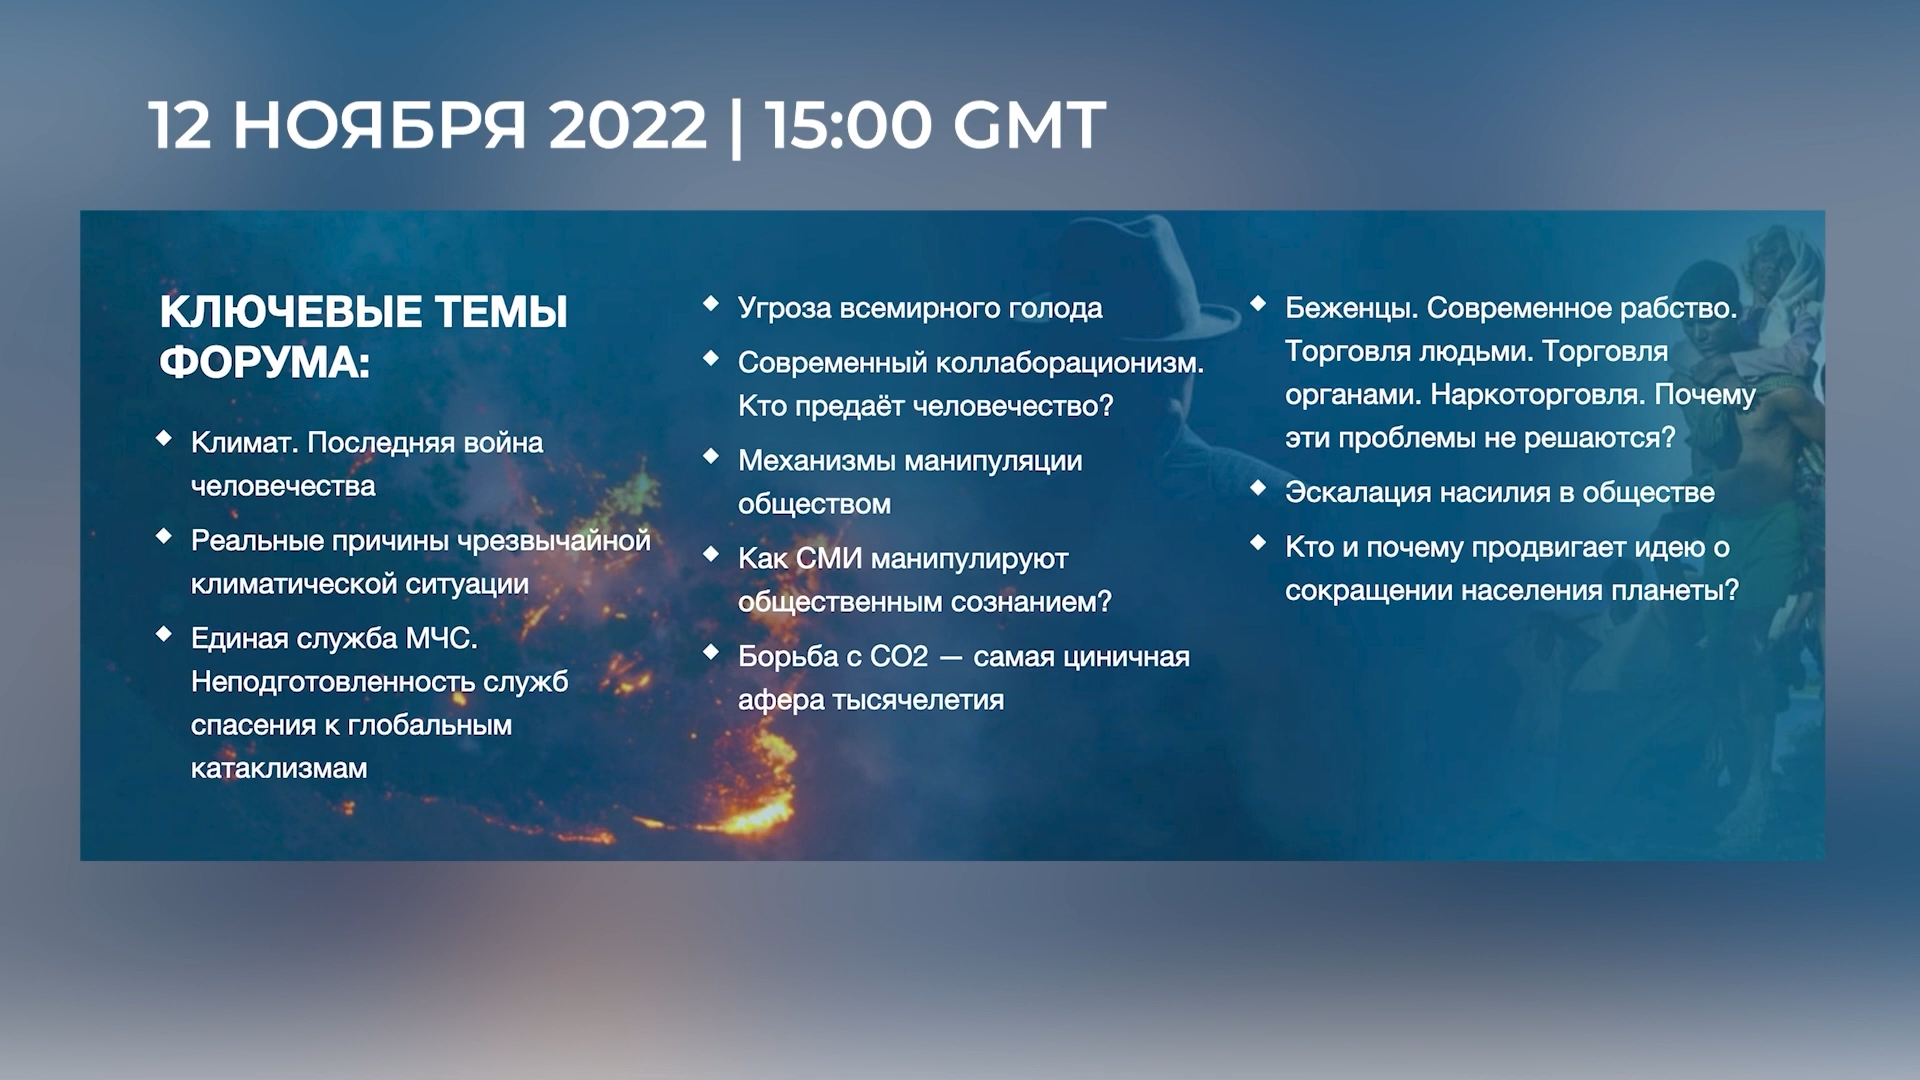 12 НОЯБРЯ 2022 | 15:00 GMT
КЛЮЧЕВЫЕ ТЕМЫ
ФОРУМА:
◆ Климат. Последняя война
человечества
◆ Реальные причины чрезвычайной
климатической ситуации
◆ Единая служба МЧС.
Неподготовленность служб
спасения к глобальным
катаклизмам
◆ Угроза всемирного голода
◆ Современный коллаборационизм.
Кто предаёт человечество?
◆ Механизмы манипуляции
обществом
◆ Как СМИ манипулируют
общественным сознанием?
◆ Борьба с СО2 — самая циничная
афера тысячелетия
◆ Беженцы. Современное рабство.
Торговля людьми. Торговля
органами. Наркоторговля. Почему
эти проблемы не решаются?
◆ Эскалация насилия в обществе
◆ Кто и почему продвигает идею о
сокращении населения планеты?